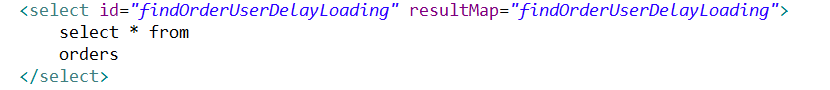 <select id="findOrderUserDelayLoading" resultMap="findOrderUserDelayLoading">
select * from
orders
</select>